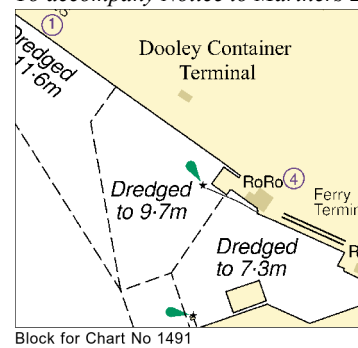 To accompany Notice to Mariners
1
Dredged
11·6m
Dooley Container
Terminal
RoRo 4
Dredged
to 9·7m
Ferry
Dredged
to 7·3m
Block for Chart No 1491